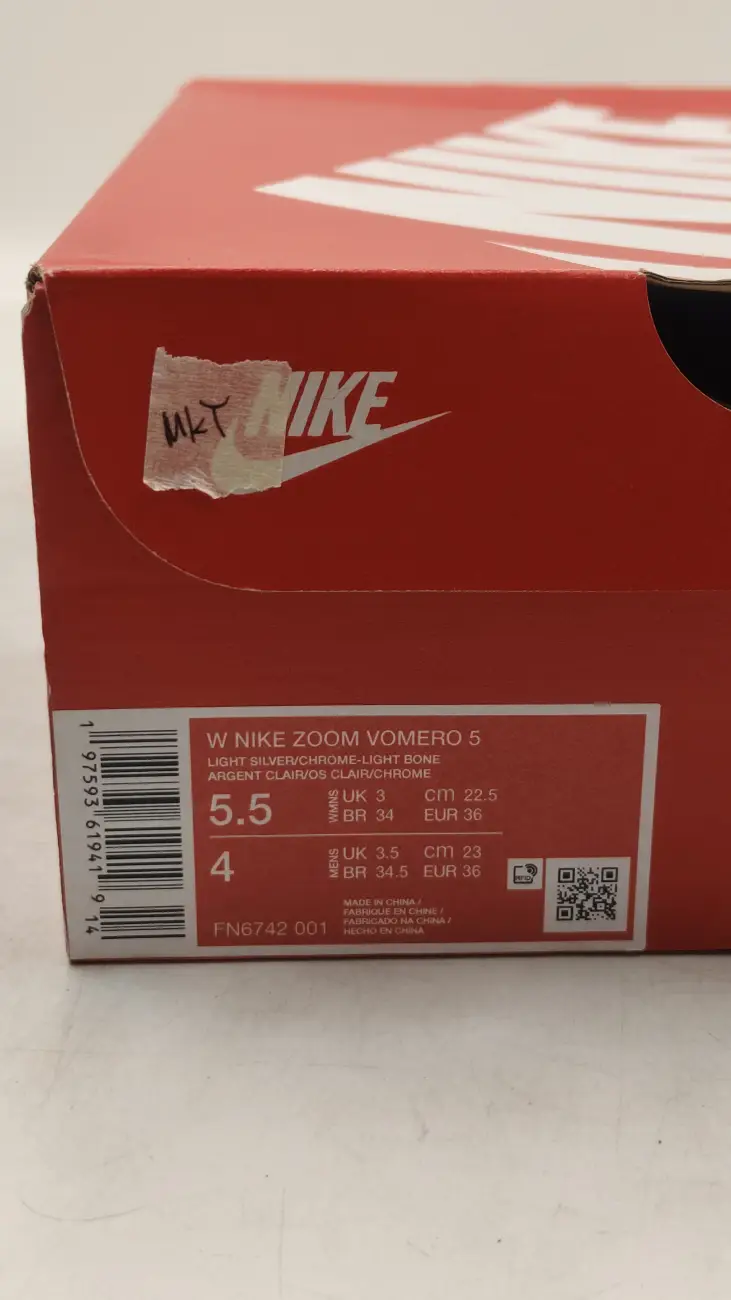 MKT
NIKE
W NIKE ZOOM VOMERO 5
LIGHT SILVER/CHROME-LIGHT BONE
ARGENT CLAIR/OS CLAIR/CHROME
5.5 WMNS UK 3 cm 22.5
BR 34 EUR 36
4 MENS UK 3.5 cm 23
BR 34.5 EUR 36
FN6742 001
MADE IN CHINA /
FABRIQUÉ EN CHINE /
FABRICADO NA CHINA /
HECHO EN CHINA
1 97593 61941 9 14